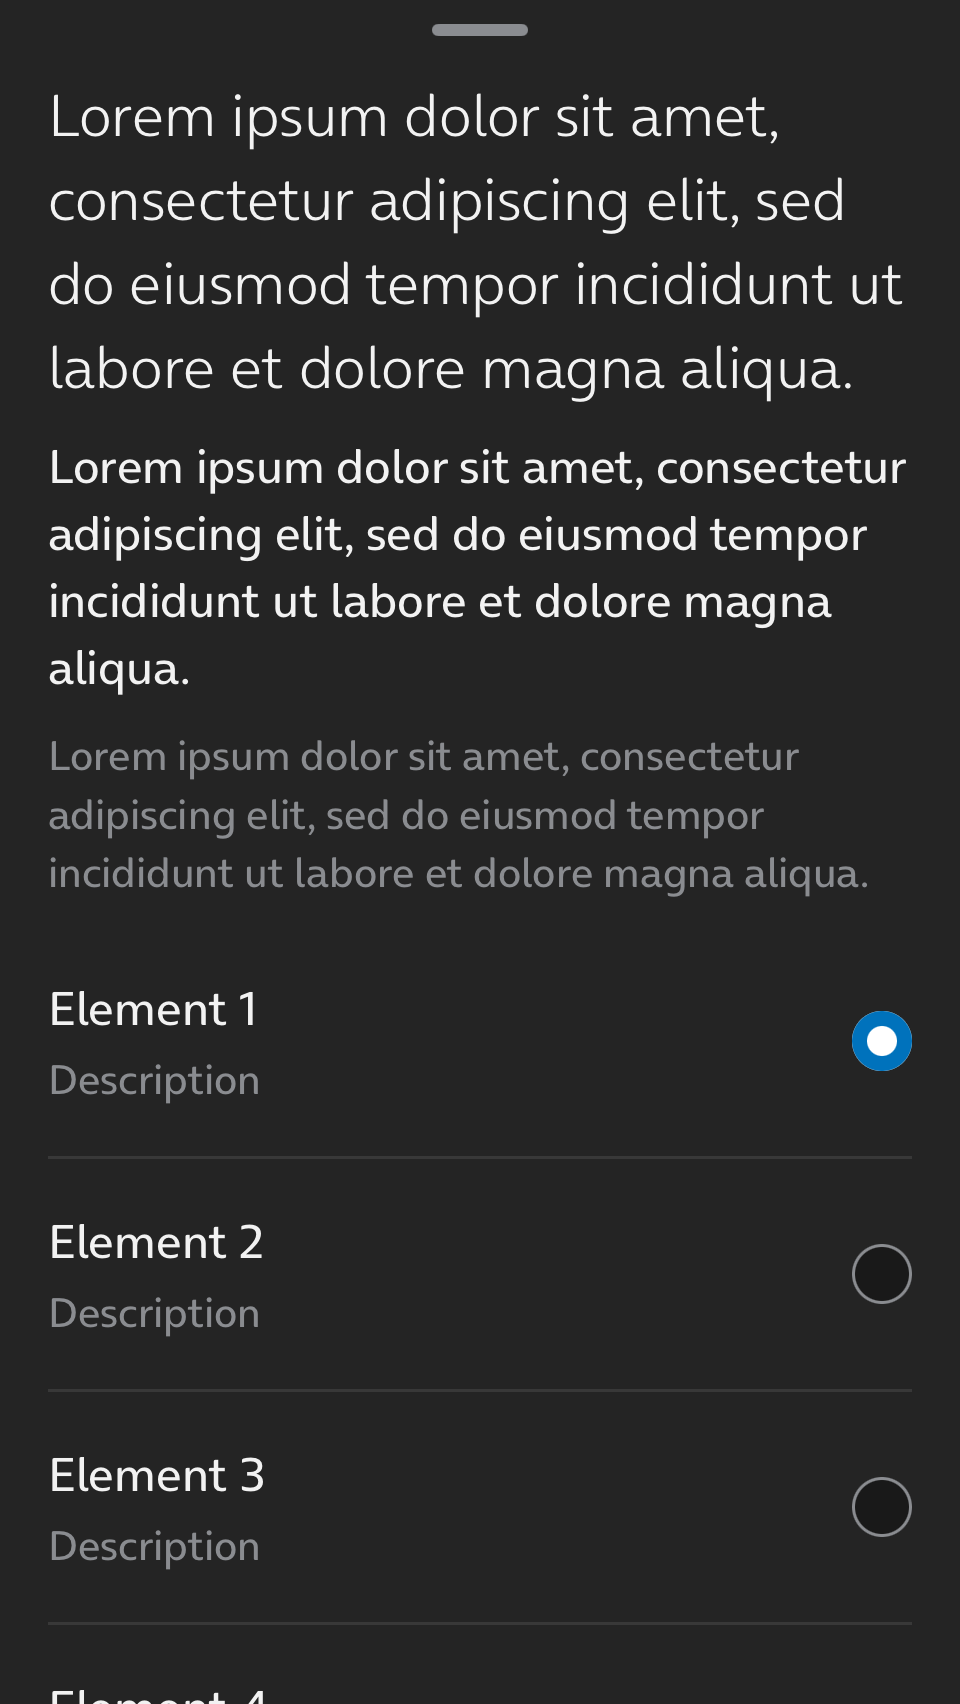 Lorem ipsum dolor sit amet,
consectetur adipiscing elit, sed
do eiusmod tempor incididunt ut
labore et dolore magna aliqua.
Lorem ipsum dolor sit amet, consectetur
adipiscing elit, sed do eiusmod tempor
incididunt ut labore et dolore magna
aliqua.
Lorem ipsum dolor sit amet, consectetur
adipiscing elit, sed do eiusmod tempor
incididunt ut labore et dolore magna aliqua.
Element 1
Description
Element 2
Description
Element 3
Description
Element 4